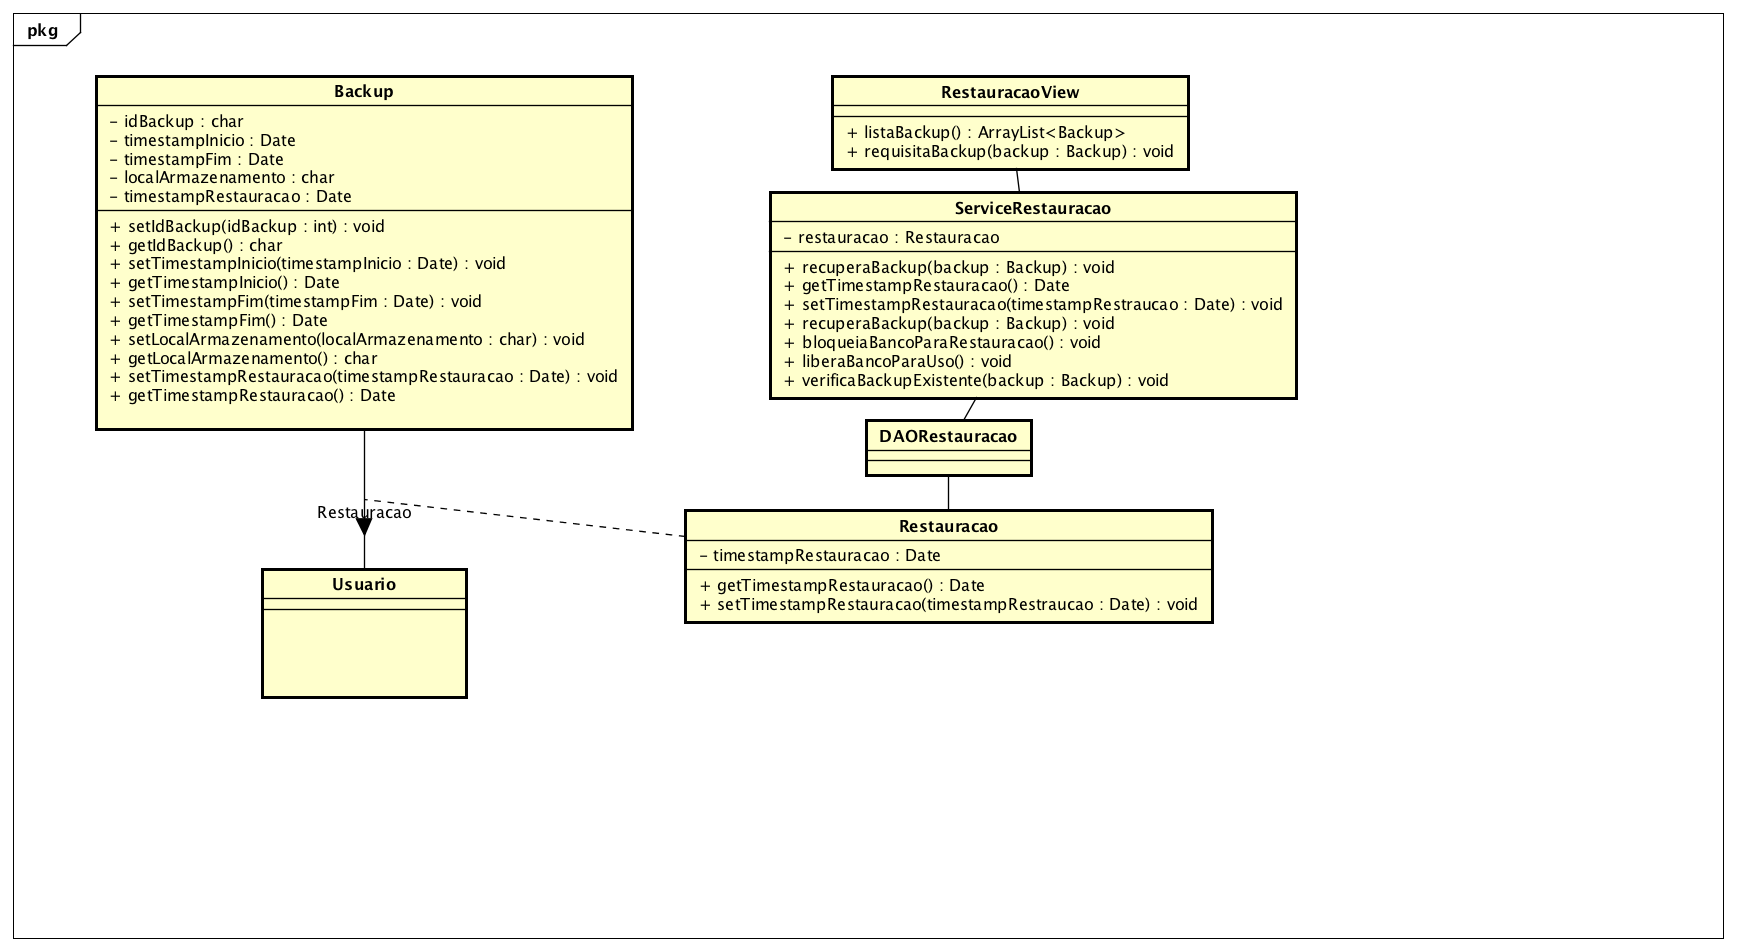 pkg
Backup
- idBackup : char
- timestampInicio : Date
- timestampFim : Date
- localArmazenamento : char
- timestampRestauracao : Date
+ setIdBackup(idBackup : int) : void
+ getIdBackup() : char
+ setTimestampInicio(timestampInicio : Date) : void
+ getTimestampInicio() : Date
+ setTimestampFim(timestampFim : Date) : void
+ getTimestampFim() : Date
+ setLocalArmazenamento(localArmazenamento : char) : void
+ getLocalArmazenamento() : char
+ setTimestampRestauracao(timestampRestauracao : Date) : void
+ getTimestampRestauracao() : Date
RestauracaoView
+ listaBackup() : ArrayList<Backup>
+ requisitaBackup(backup : Backup) : void
ServiceRestauracao
- restauracao : Restauracao
+ recuperaBackup(backup : Backup) : void
+ getTimestampRestauracao() : Date
+ setTimestampRestauracao(timestampRestraucao : Date) : void
+ recuperaBackup(backup : Backup) : void
+ bloqueiaBancoParaRestauracao() : void
+ liberaBancoParaUso() : void
+ verificaBackupExistente(backup : Backup) : void
DAORestauracao
Restauracao
Restauracao
- timestampRestauracao : Date
+ getTimestampRestauracao() : Date
+ setTimestampRestauracao(timestampRestraucao : Date) : void
Usuario